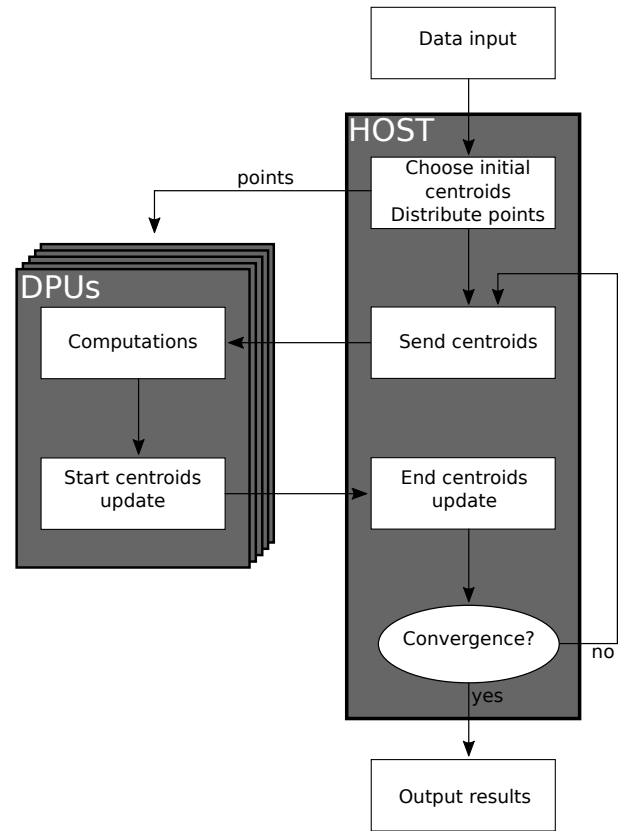 Data input
HOST
Choose initial
centroids
Distribute points
points
DPUs
Computations
Send centroids
Start centroids
update
End centroids
update
Convergence?
no
yes
Output results